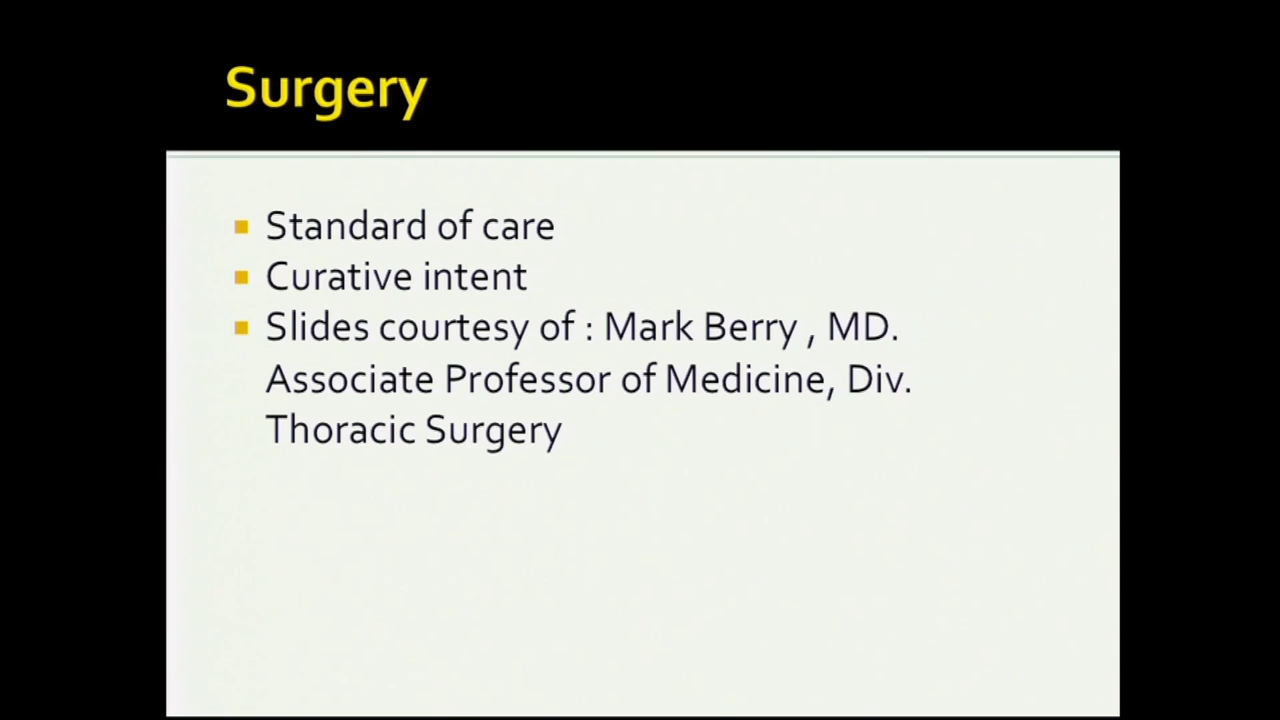 Surgery
Standard of care
Curative intent
Slides courtesy of : Mark Berry , MD.
Associate Professor of Medicine, Div.
Thoracic Surgery